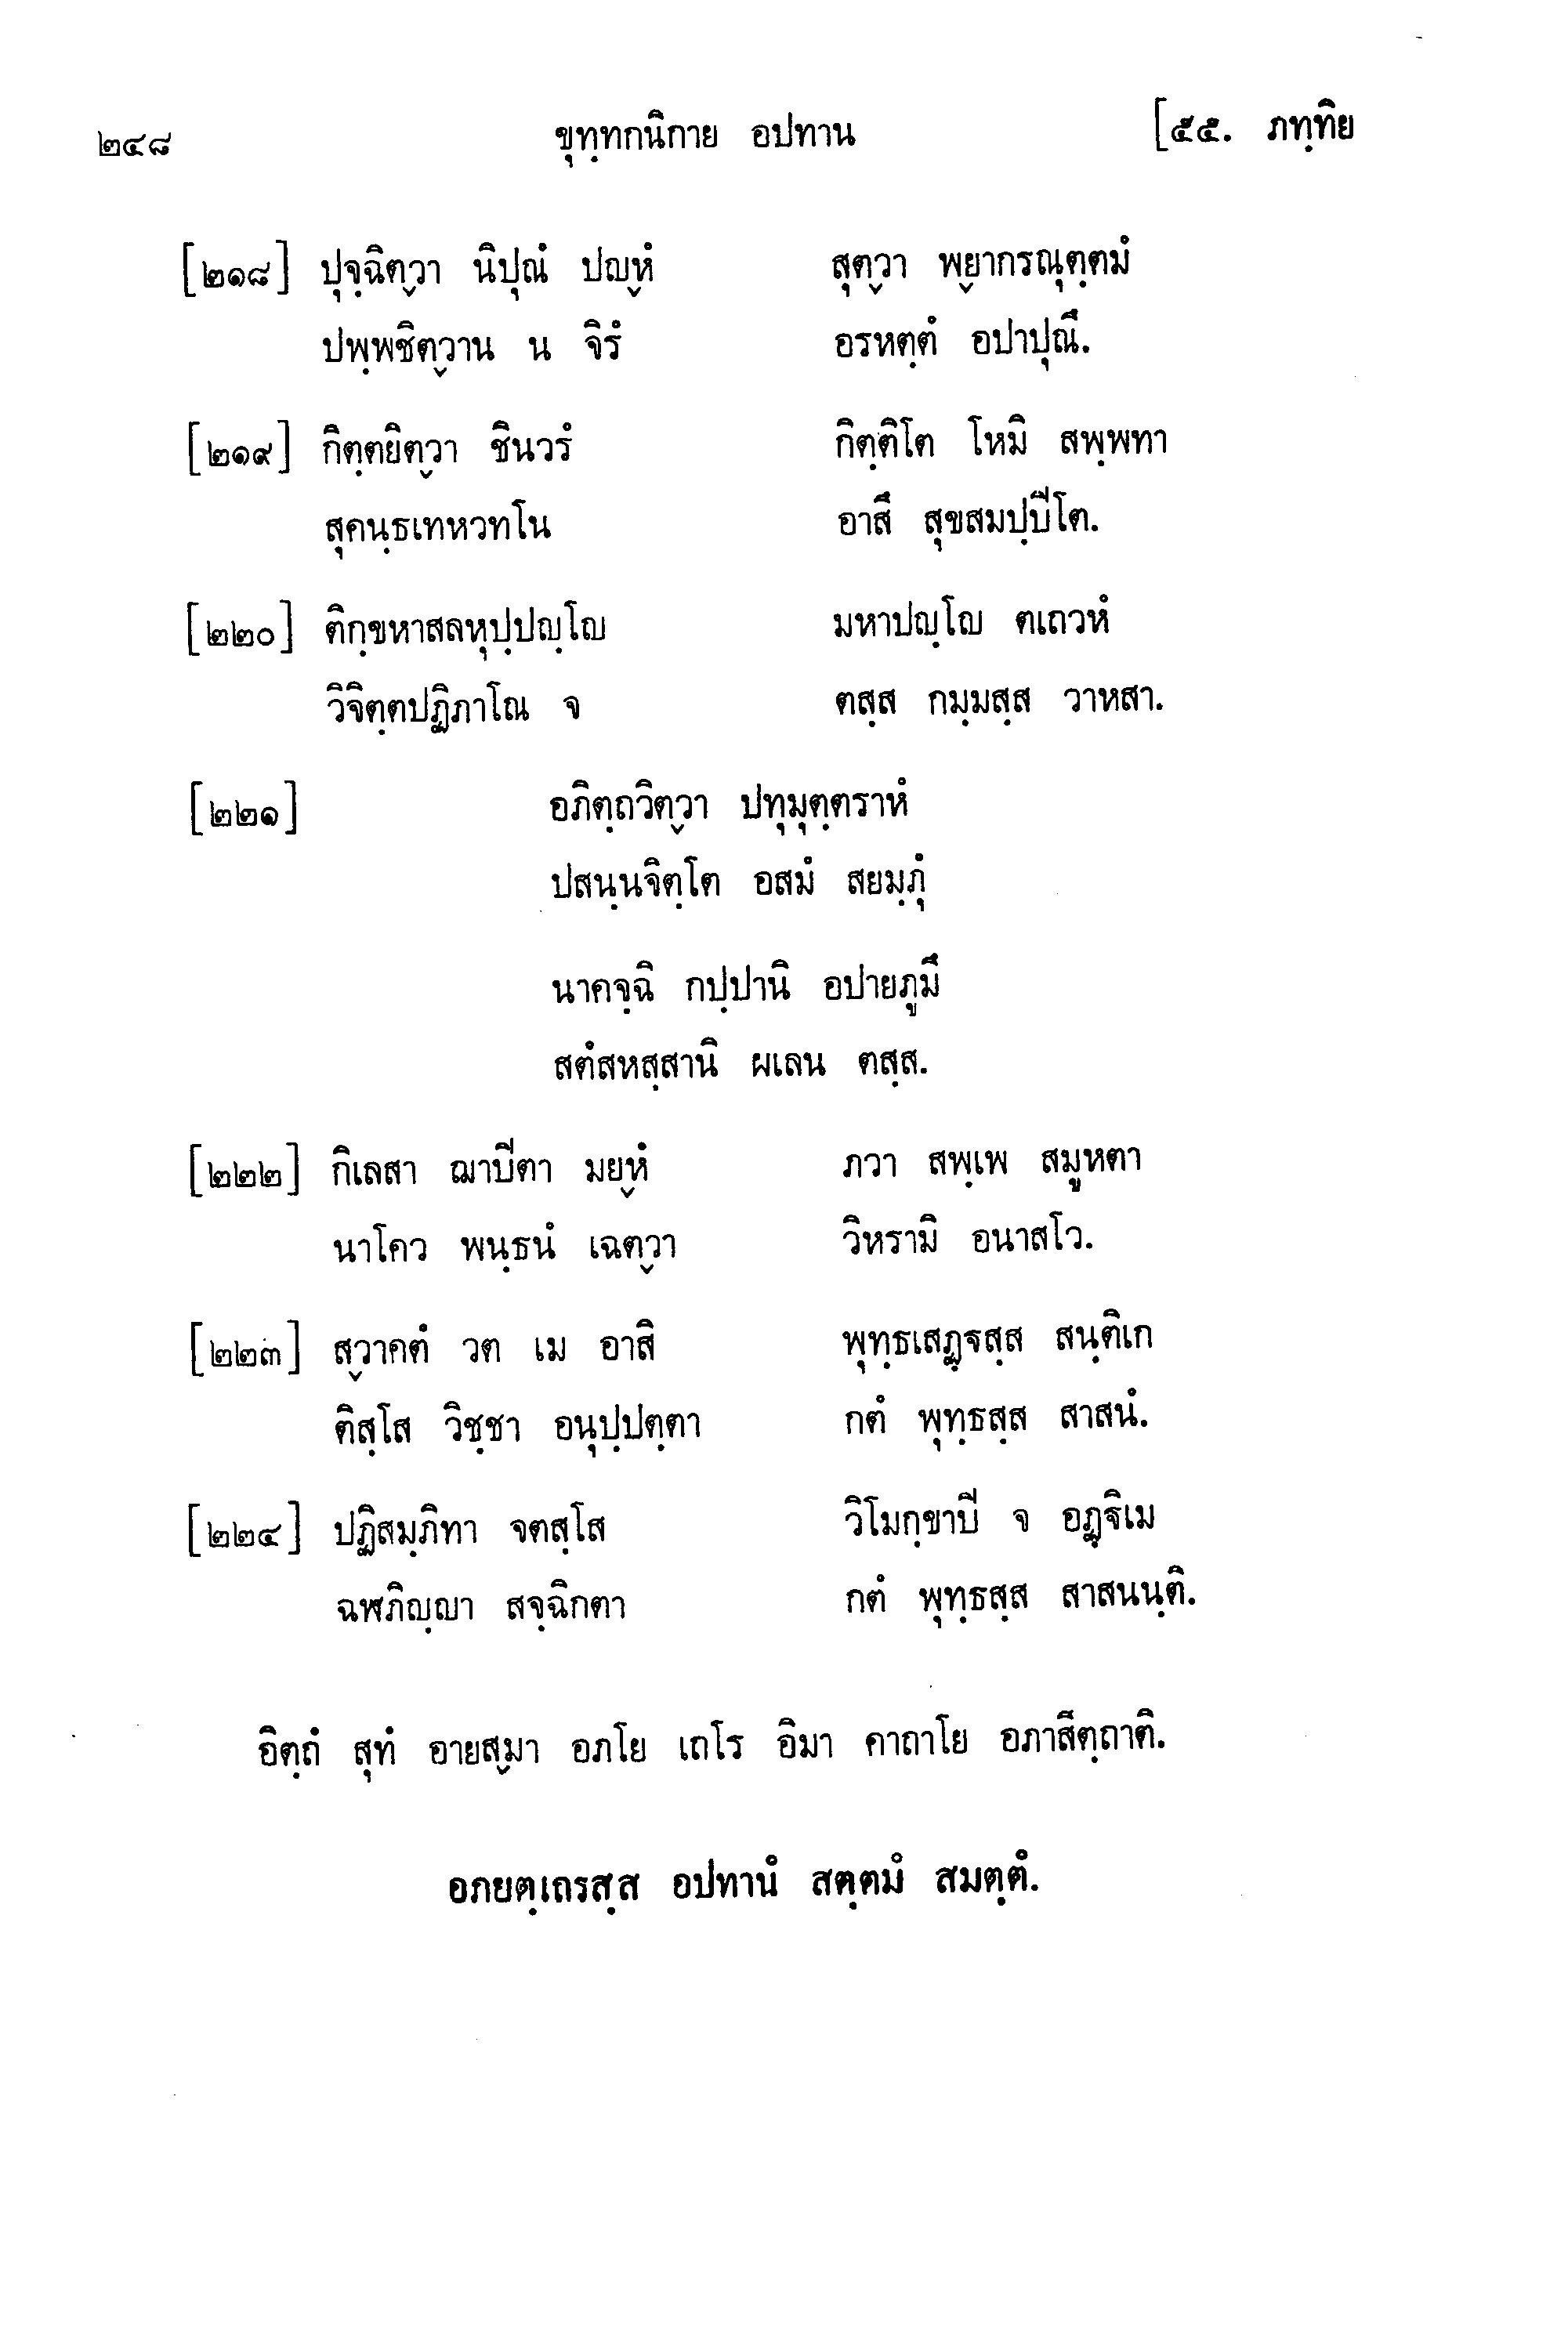 ๒๔๘ ขุทฺทกนิกาย อปทาน [๕๕. ภทฺทิย
[๒๑๘] ปุจฺฉิตฺวา นิปุณํ ปญฺหํ สุตฺวา พฺยากรณุตฺตมํ
ปพฺพชิตฺวาน น จิรํ อรหตฺตํ อปาปุณึ.
[๒๑๙] กิตฺตยิตฺวา ชินวรํ กิตฺติโต โหมิ สพฺพทา
สุคนฺธเทหวทโน อาสึ สุขสมปฺปีโต.
[๒๒๐] ติกฺขหาสลหุปฺปญฺโญ มหาปญฺโญ ตเถวหํ
วิจิตฺตปฏิภาโณ จ ตสฺส กมฺมสฺส วาหสา.
[๒๒๑] อภิตฺถวิตฺวา ปทุมุตฺตราหํ
ปสนฺนจิตฺโต อสมํ สยมฺภุํ
นาคจฺฉิ กปฺปานิ อปายภูมึ
สตํสหสฺสานิ ผเลน ตสฺส.
[๒๒๒] กิเลสา ฌาปีตา มยฺหํ ภวา สพฺเพ สมูหตา
นาโคว พนฺธนํ เฉตฺวา วิหรามิ อนาสโว.
[๒๒๓] สฺวาคตํ วต เม อาสิ พุทฺธเสฏฺฐสฺส สนฺติเก
ติสฺโส วิชฺชา อนุปฺปตฺตา กตํ พุทฺธสฺส สาสนํ.
[๒๒๔] ปฏิสมฺภิทา จตสฺโส วิโมกฺขาปี จ อฏฺฐิเม
ฉฬภิญฺญา สจฺฉิกตา กตํ พุทฺธสฺส สาสนนฺติ.
อิตฺถํ สุทํ อายสฺมา อภโย เถโร อิมา คาถาโย อภาสีตฺถาติ.
อภยตฺเถรสฺส อปทานํ สตฺตมํ สมตฺตํ.